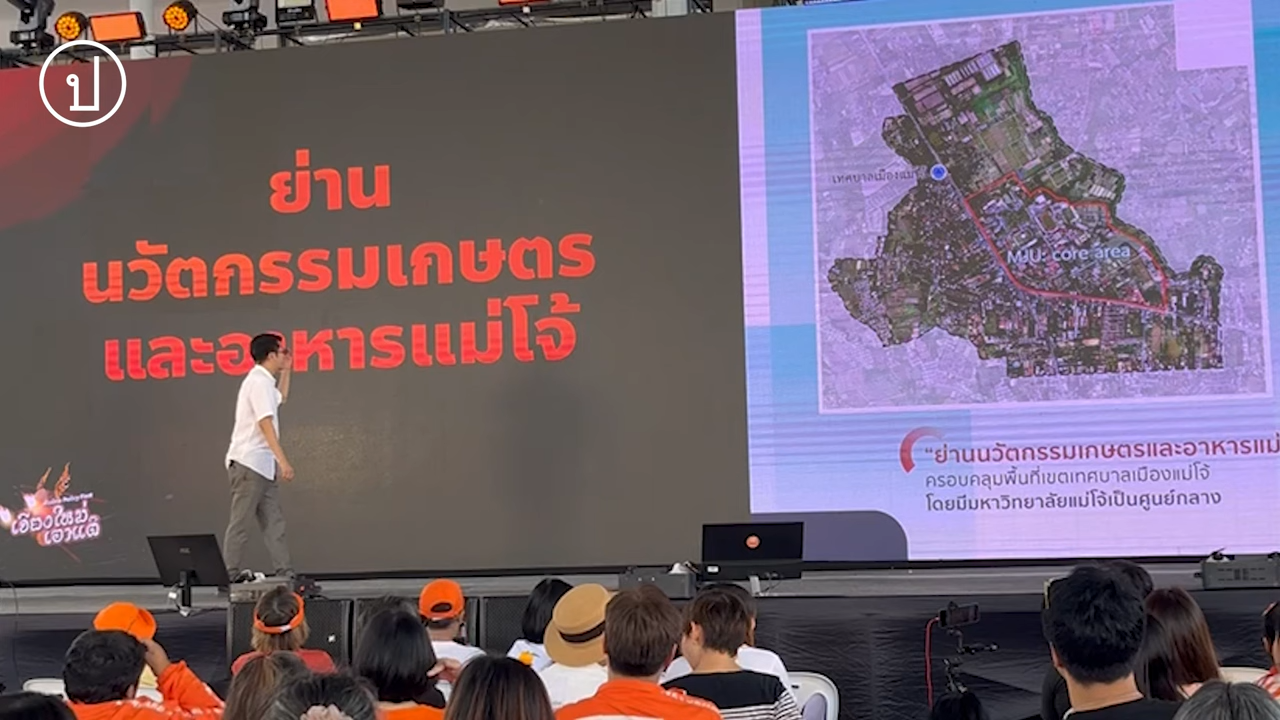 ป
ย่าน
นวัตกรรมเกษตร
และอาหารแม่โจ้
เทศบาลเมืองแม่
MJU: core area
"ย่านนวัตกรรมเกษตรและอาหารแม่
ครอบคลุมพื้นที่เขตเทศบาลเมืองแม่โจ้
โดยมีมหาวิทยาลัยแม่โจ้เป็นศูนย์กลาง
Policy Fest